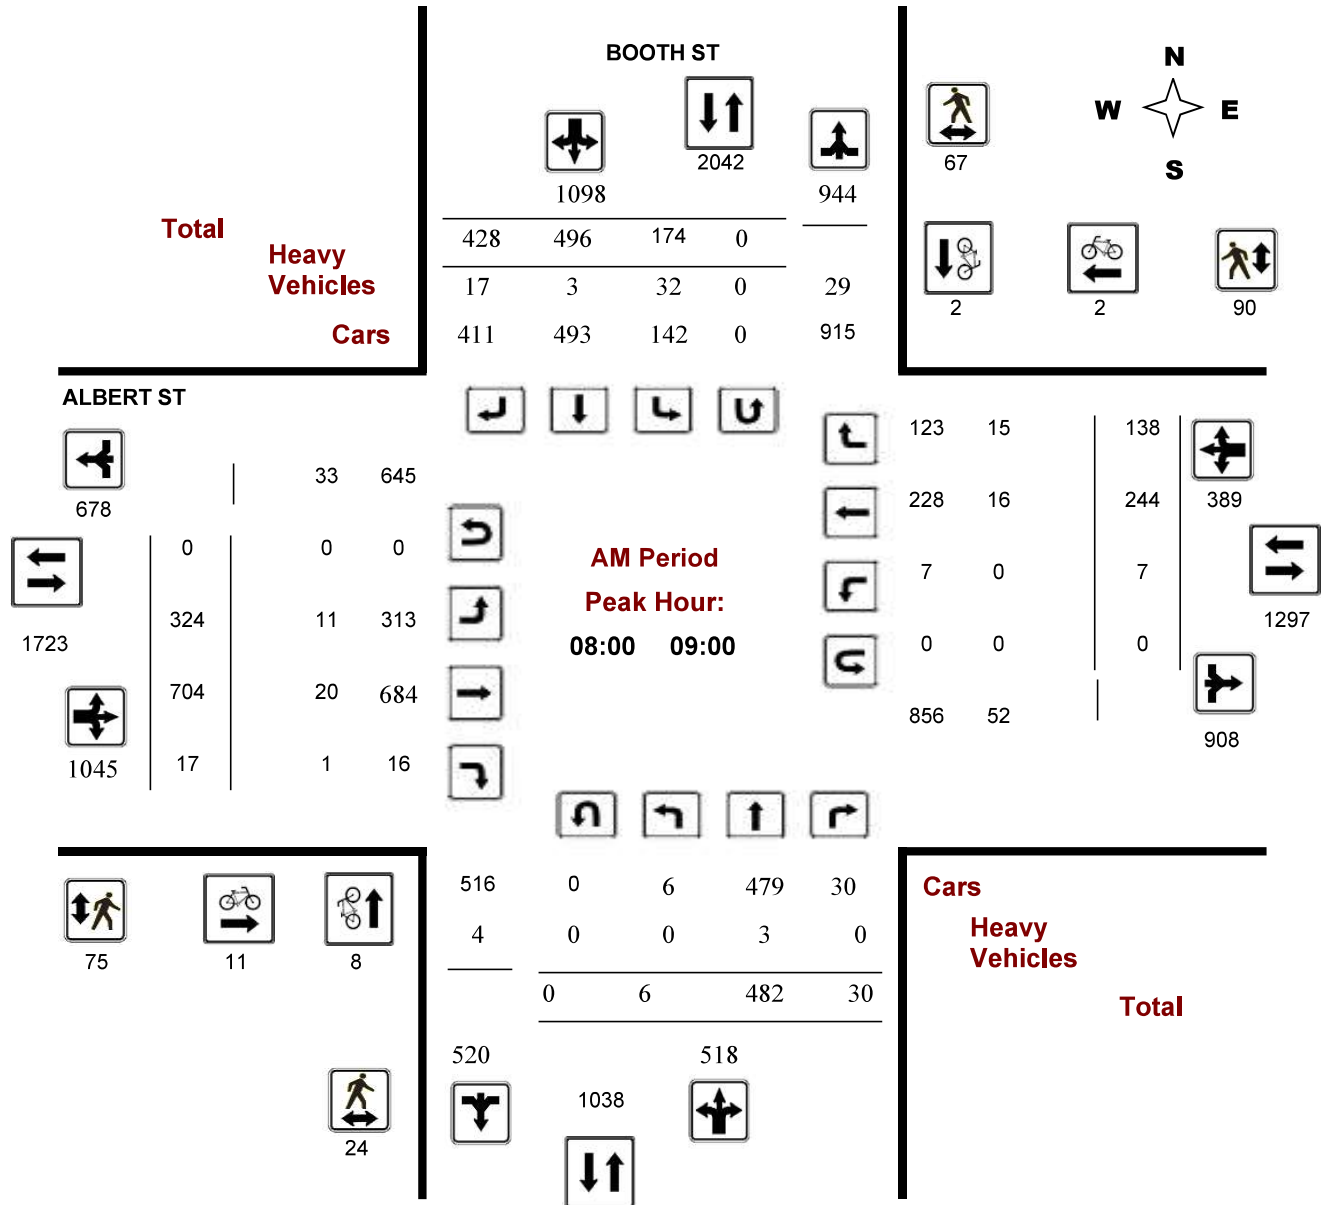 BOOTH ST
N
W E
S
2042
67
1098 944
Total
428 496 174 0
Heavy
Vehicles
17 3 32 0 29
2 2 90
Cars
411 493 142 0 915
ALBERT ST
123 15 138
33 645
678
228 16 244 389
0 0 0
AM Period
7 0 7
Peak Hour:
324 11 313
1297
1723
08:00 09:00
0 0 0
704 20 684
856 52
908
1045 17 1 16
516 0 6 479 30
Cars
4 0 0 3 0
Heavy
Vehicles
75 11 8
0 6 482 30
Total
520 518
1038
24